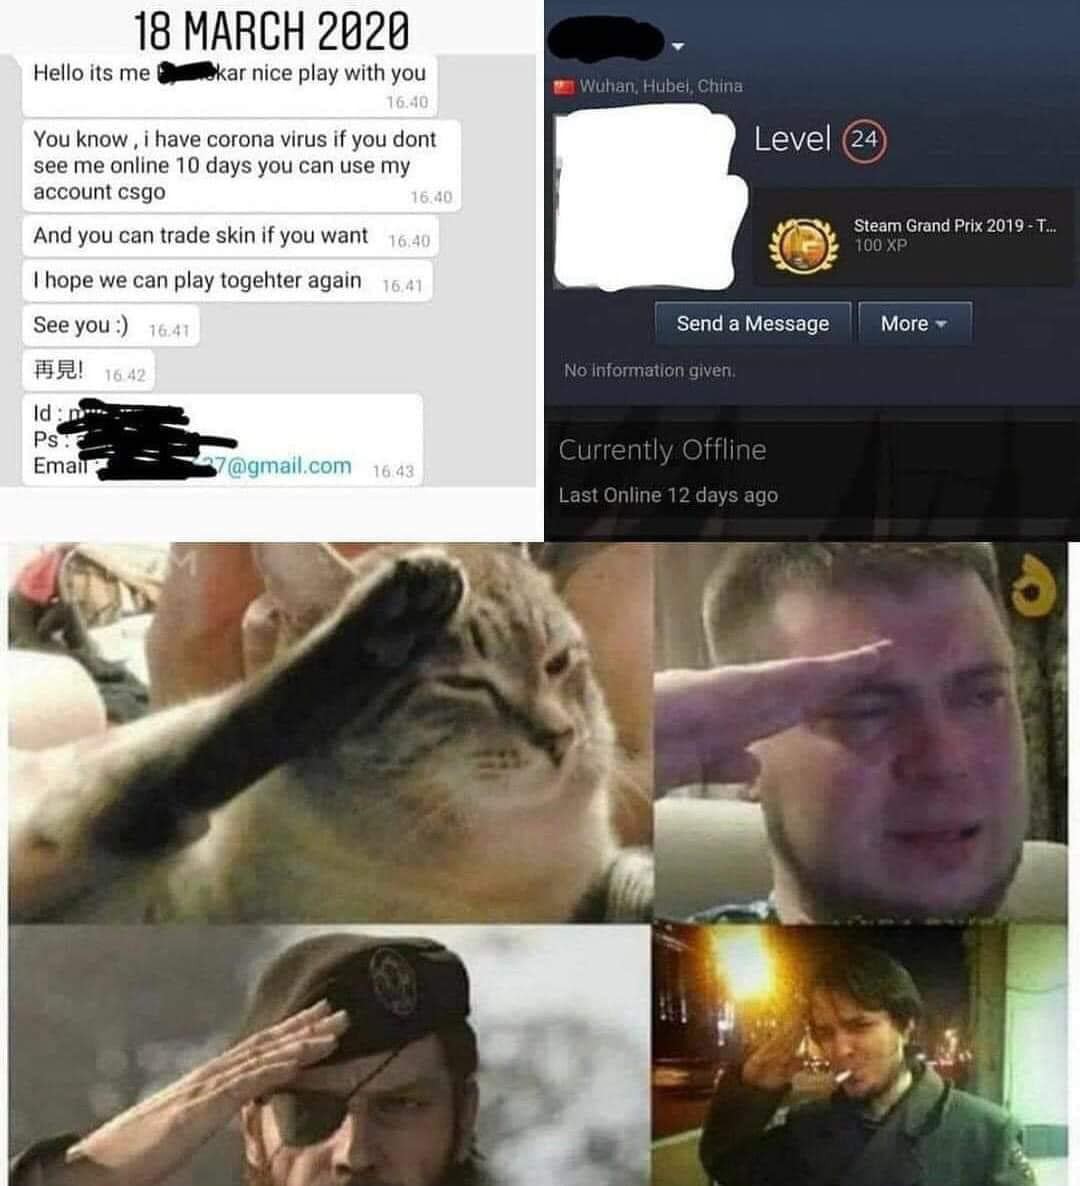 18 MARCH 2020
Hello its me kar nice play with you
16.40
You know , i have corona virus if you dont
see me online 10 days you can use my
account csgo
16.40
And you can trade skin if you want 16.40
I hope we can play togehter again 16.41
See you :) 16.41
再見! 16.42
Id :
Ps :
Email : 7@gmail.com 16.43
Wuhan, Hubei, China
Level 24
Steam Grand Prix 2019 - T...
100 XP
Send a Message More
No information given.
Currently Offline
Last Online 12 days ago